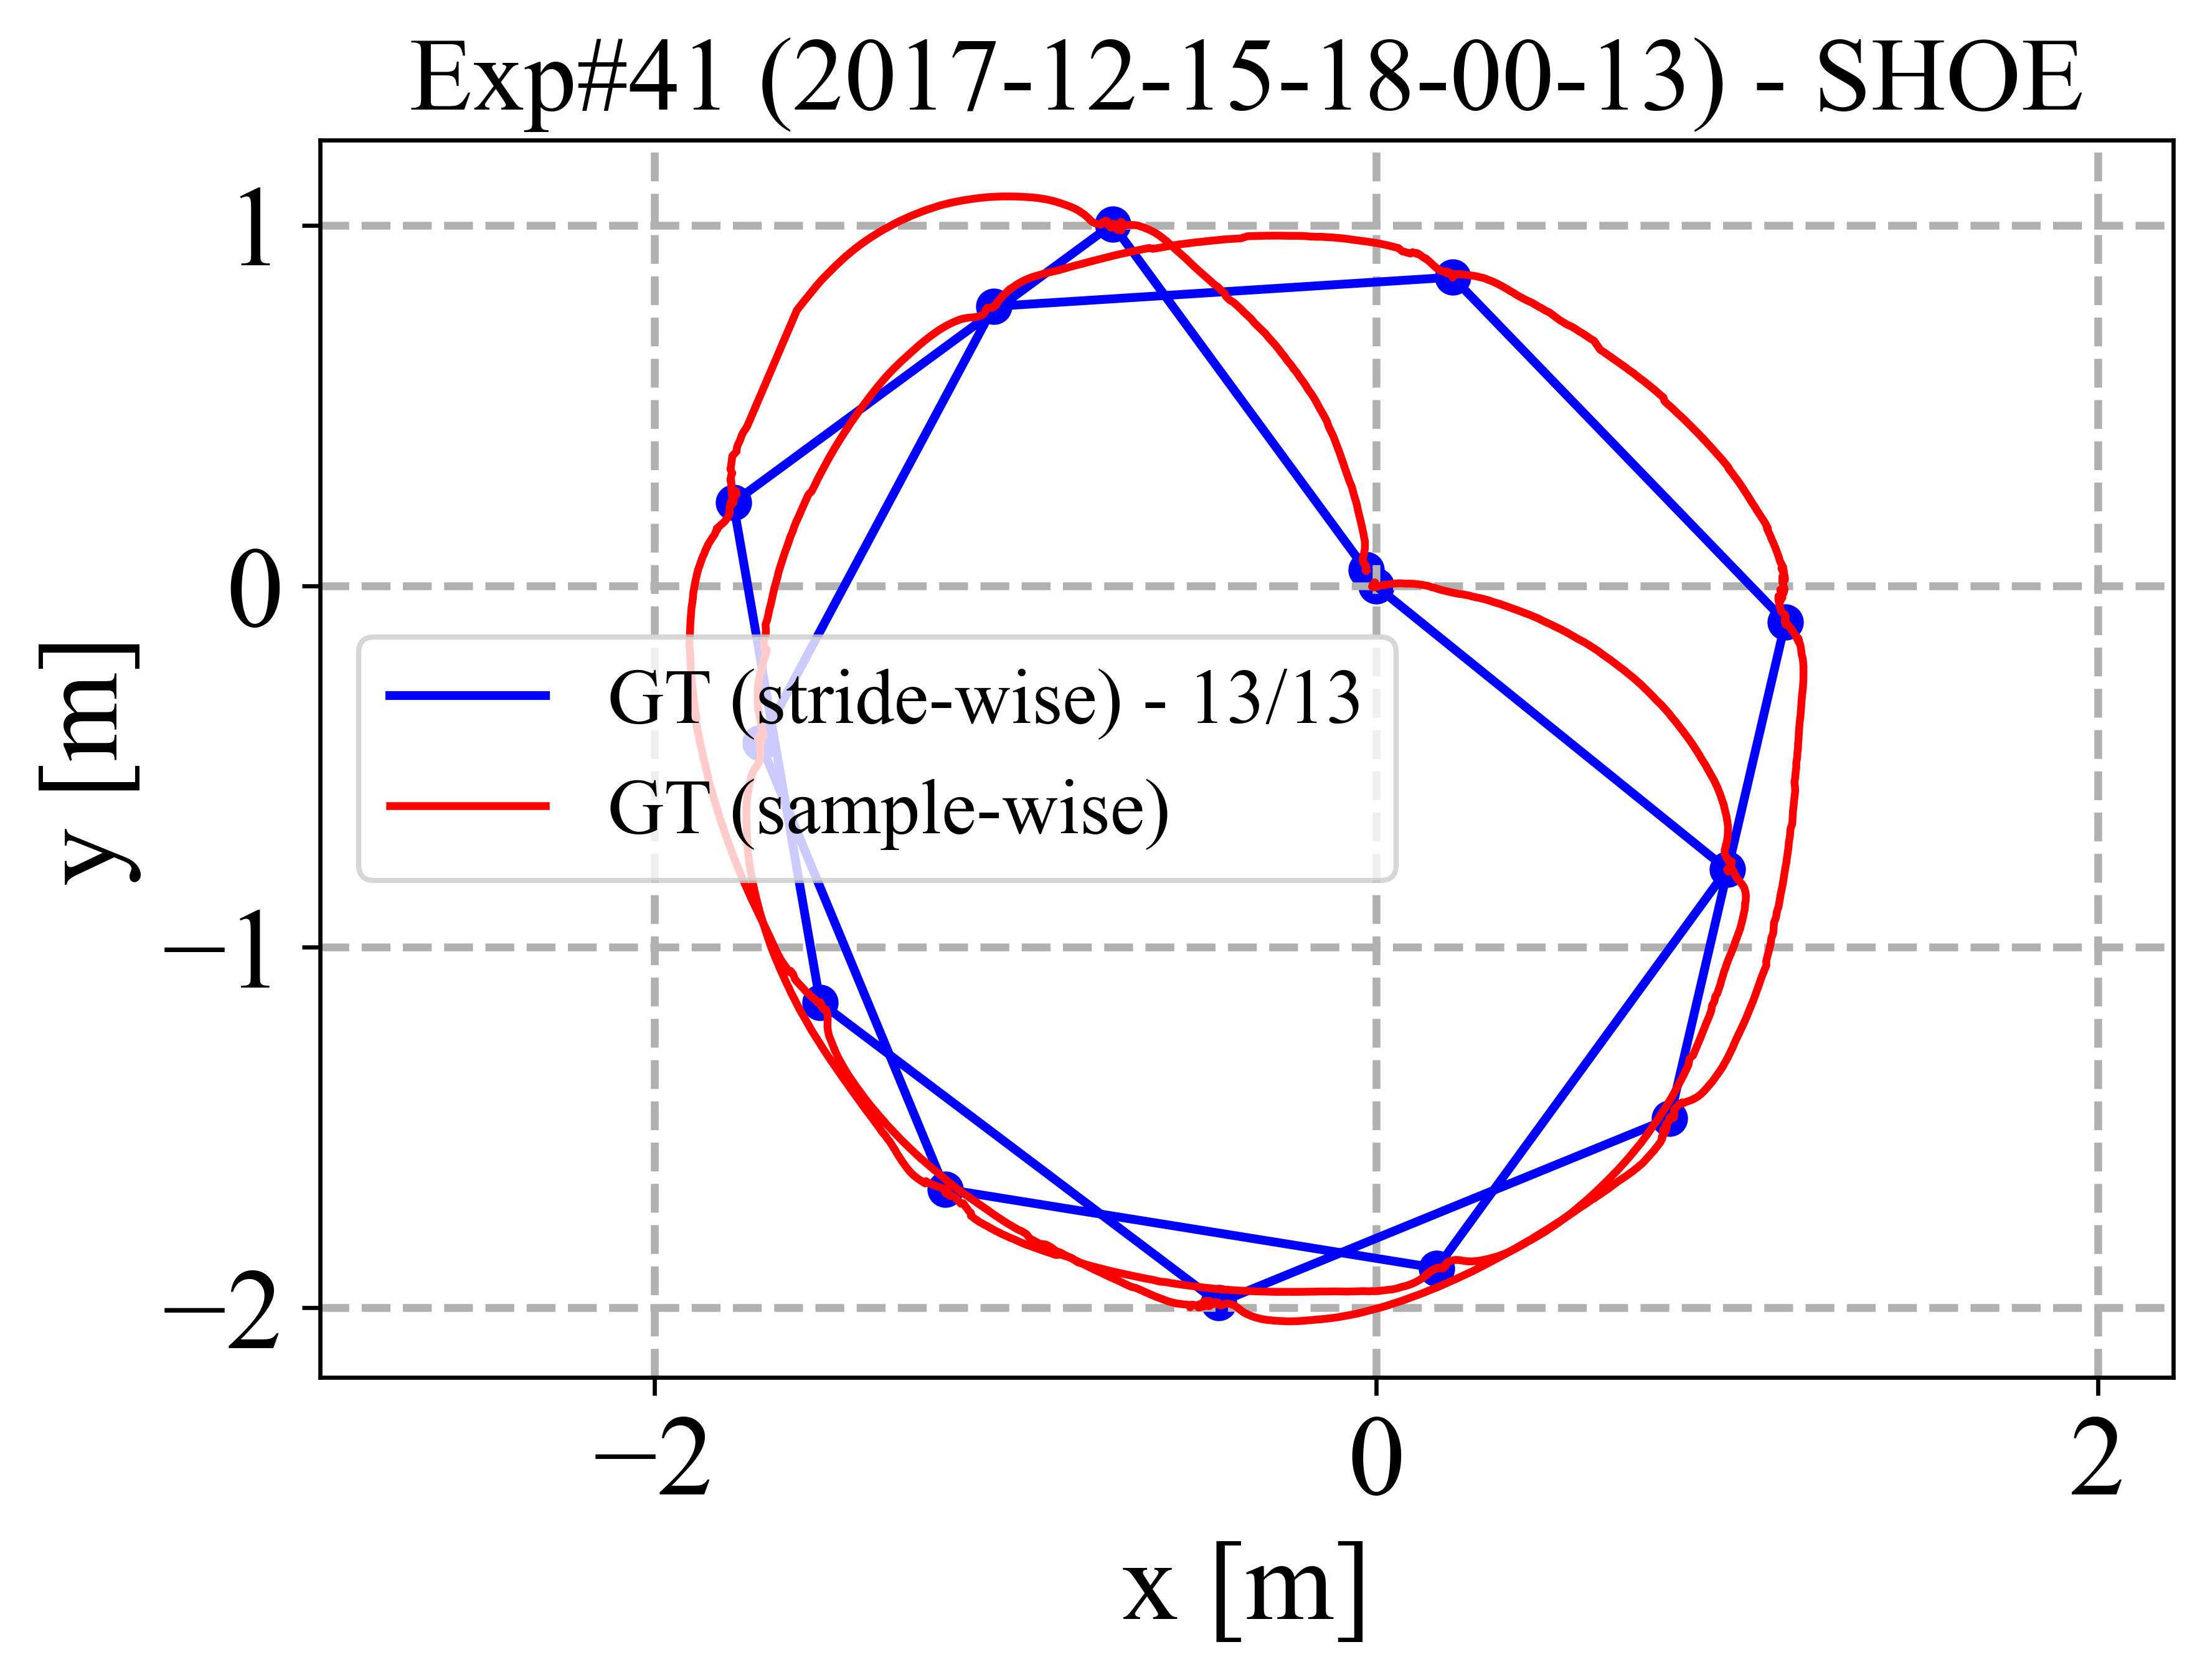 Exp#41 (2017-12-15-18-00-13) - SHOE
1
0
−1
−2
y [m]
GT (stride-wise) - 13/13
GT (sample-wise)
−2
0
2
x [m]